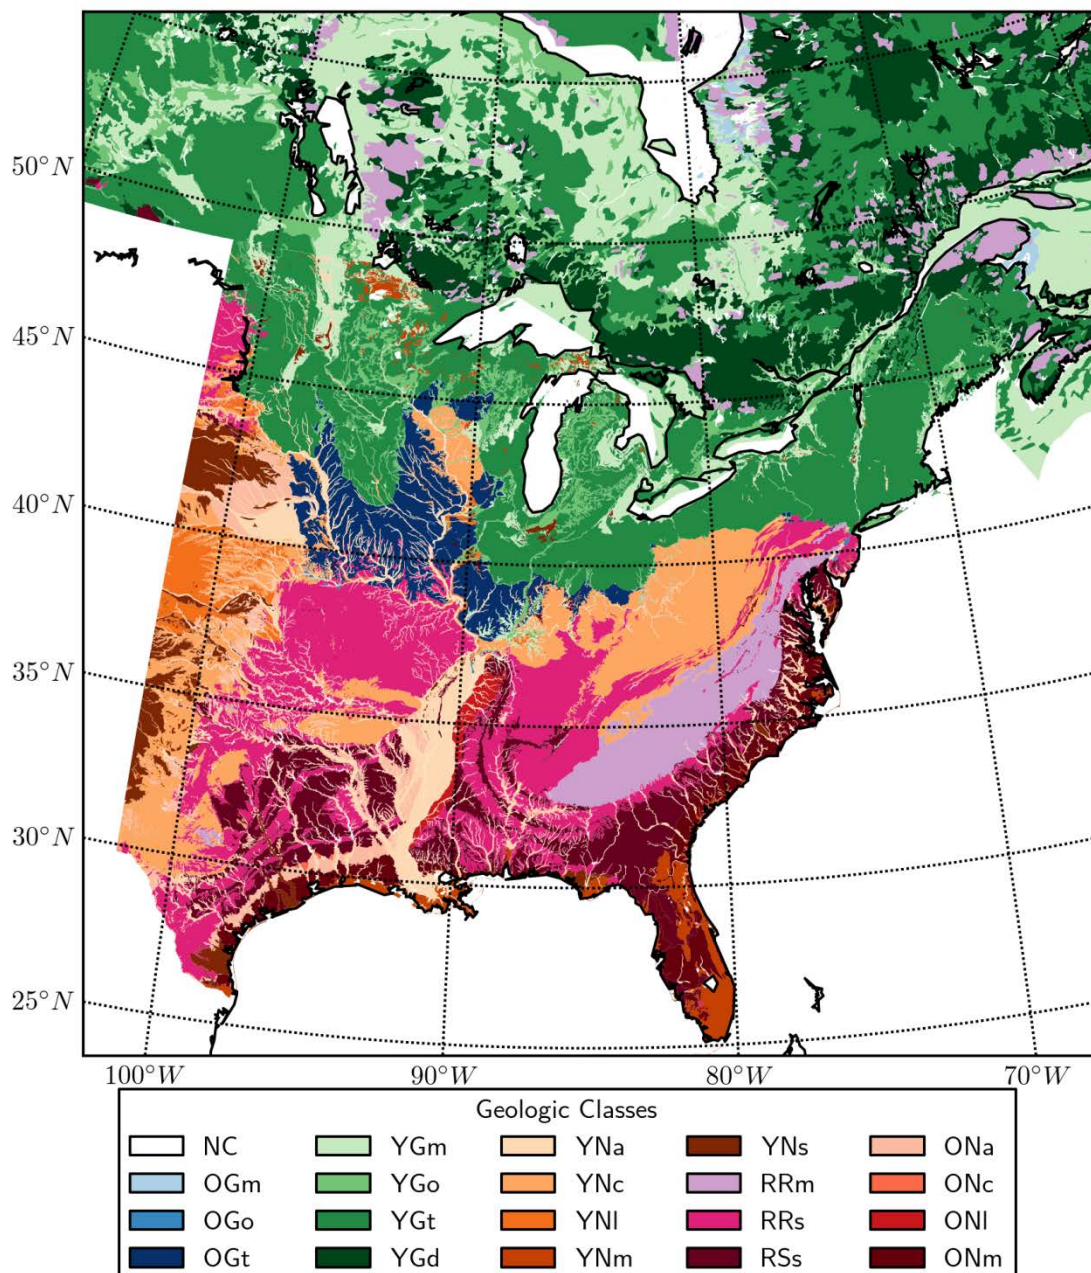 50°N
45°N
40°N
35°N
30°N
25°N
100°W 90°W 80°W 70°W
Geologic Classes
NC YGm YNa YNs ONa
OGm YGo YNc RRm ONc
OGo YGt YNl RRs ONl
OGt YGd YNm RSs ONm